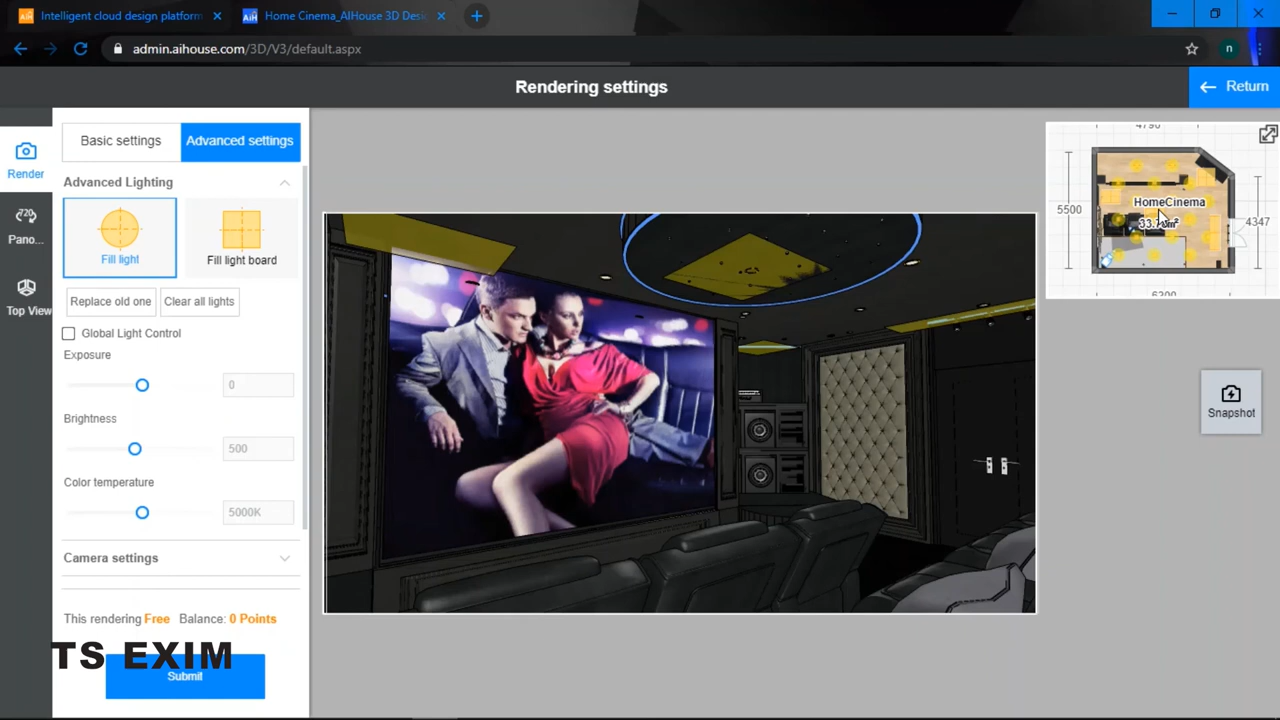 Intelligent cloud design platform
Home Cinema_AIHouse 3D Desi
admin.aihouse.com/3D/V3/default.aspx
n
Rendering settings
Return
Render
Pano...
Top View
Basic settings
Advanced settings
Advanced Lighting
Fill light
Fill light board
Replace old one
Clear all lights
Global Light Control
Exposure
0
Brightness
500
Color temperature
5000K
Camera settings
This rendering Free Balance: 0 Points
TS EXIM
Submit
4790
5500
HomeCinema
4347
6300
Snapshot
720